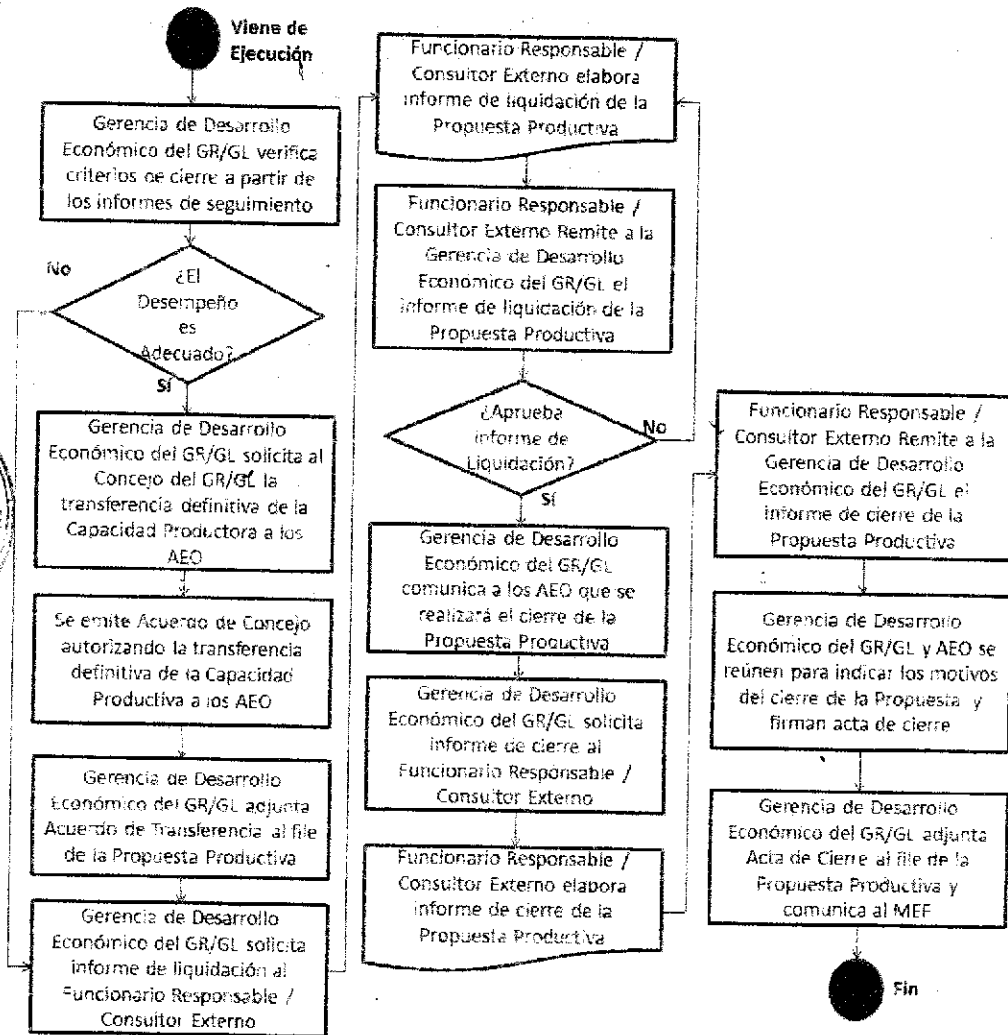 Viene de
Ejecución
Gerencia de Desarrollo
Económico del GR/GL verifica
criterios de cierre a partir de
los informes de seguimiento
No
¿El
Desempeño
es
Adecuado?
Sí
Gerencia de Desarrollo
Económico del GR/GL solicita al
Concejo del GR/GL la
transferencia definitiva de la
Capacidad Productora a los
AEO
Se emite Acuerdo de Concejo
autorizando la transferencia
definitiva de la Capacidad
Productiva a los AEO
Gerencia de Desarrollo
Económico del GR/GL adjunta
Acuerdo de Transferencia al file
de la Propuesta Productiva
Gerencia de Desarrollo
Económico del GR/GL solicita
informe de liquidación al
Funcionario Responsable /
Consultor Externo
Funcionario Responsable /
Consultor Externo elabora
informe de liquidación de la
Propuesta Productiva
Funcionario Responsable /
Consultor Externo Remite a la
Gerencia de Desarrollo
Económico del GR/GL el
informe de liquidación de la
Propuesta Productiva
¿Aprueba
informe de
Liquidación?
No
Sí
Gerencia de Desarrollo
Económico del GR/GL
comunica a los AEO que se
realizará el cierre de la
Propuesta Productiva
Gerencia de Desarrollo
Económico del GR/GL solicita
informe de cierre al
Funcionario Responsable /
Consultor Externo
Funcionario Responsable /
Consultor Externo elabora
informe de cierre de la
Propuesta Productiva
Funcionario Responsable /
Consultor Externo Remite a la
Gerencia de Desarrollo
Económico del GR/GL el
informe de cierre de la
Propuesta Productiva
Gerencia de Desarrollo
Económico del GR/GL y AEO se
reúnen para indicar los motivos
del cierre de la Propuesta y
firman acta de cierre
Gerencia de Desarrollo
Económico del GR/GL adjunta
Acta de Cierre al file de la
Propuesta Productiva y
comunica al MEF
Fin